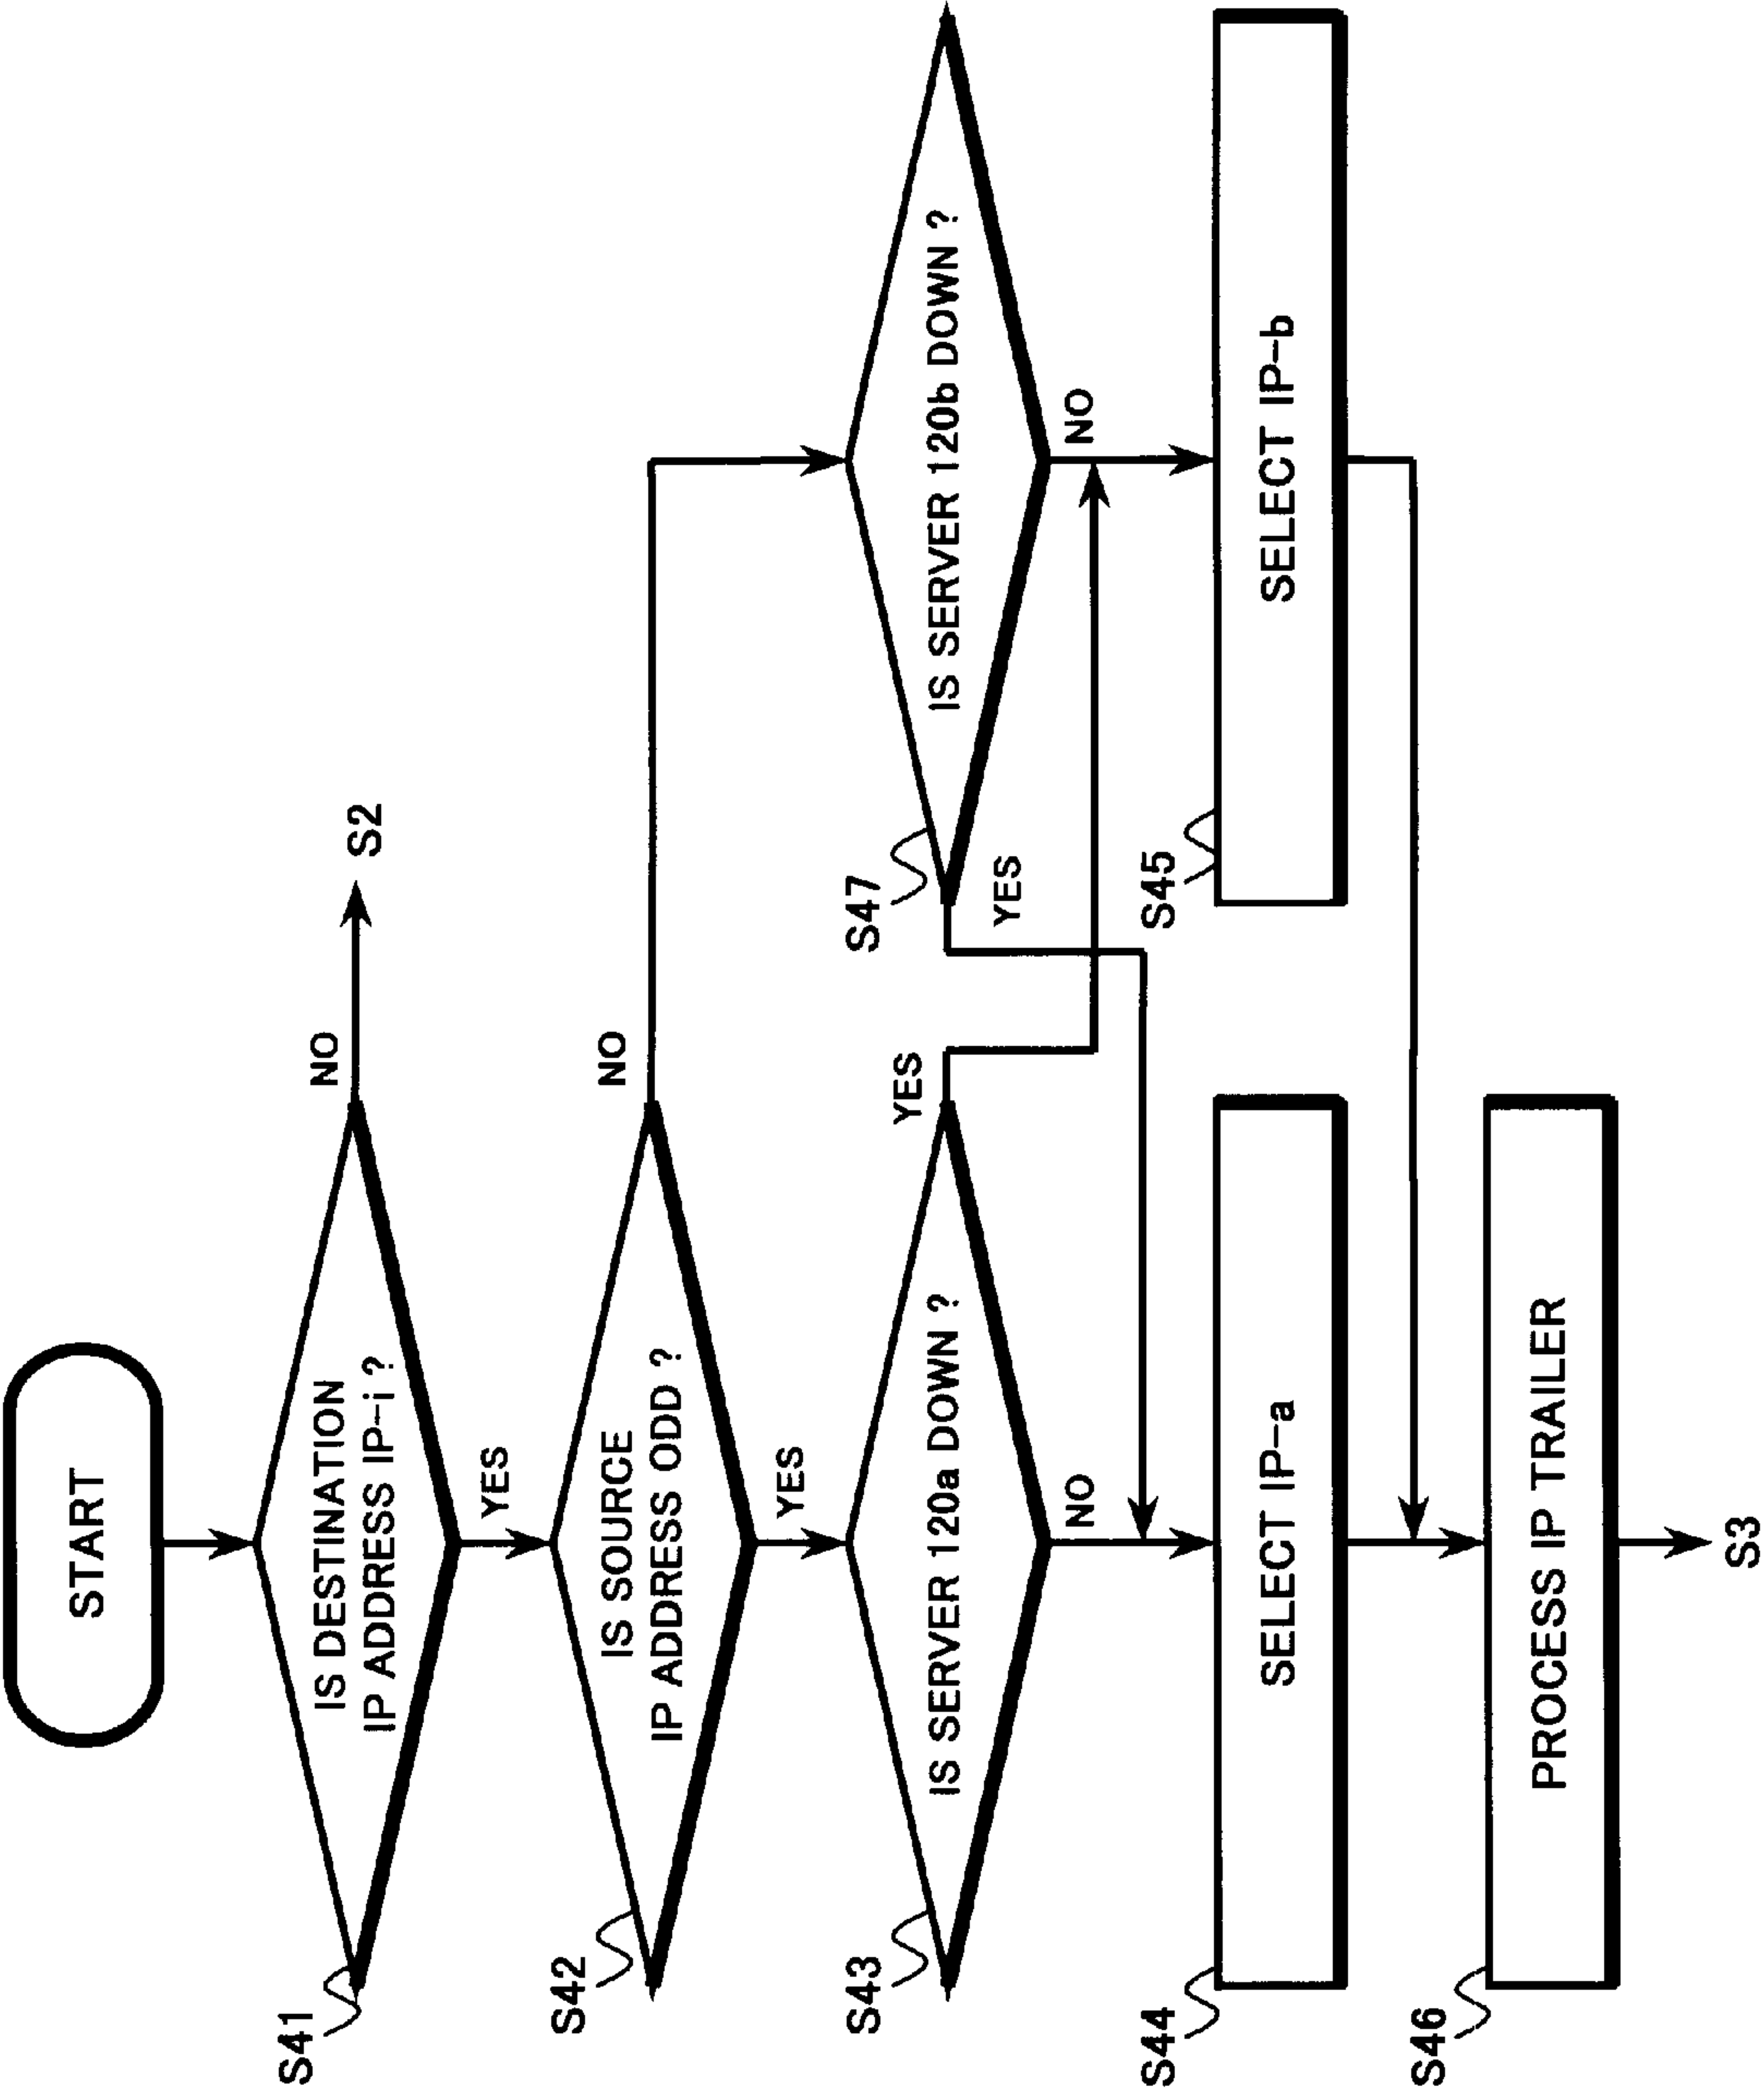 START
S41
IS DESTINATION
IP ADDRESS IP-i ?
NO
S2
YES
S42
IS SOURCE
IP ADDRESS ODD ?
NO
YES
S43
IS SERVER 120a DOWN ?
YES
NO
S47
IS SERVER 120b DOWN ?
YES
NO
S44
SELECT IP-a
S45
SELECT IP-b
S46
PROCESS IP TRAILER
S3